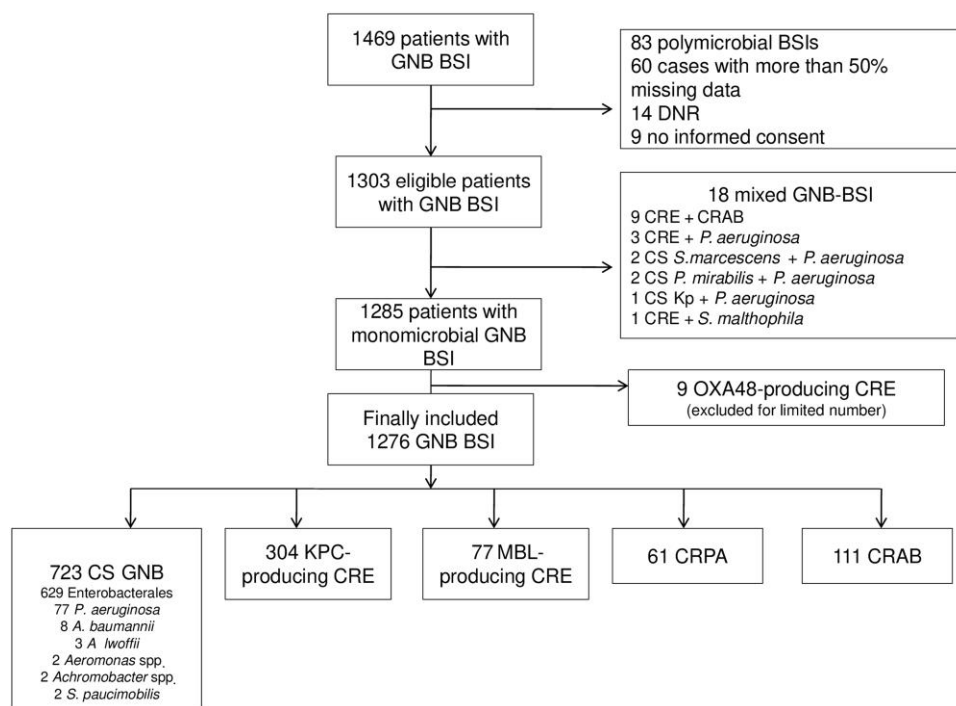 1469 patients with
GNB BSI
83 polymicrobial BSIs
60 cases with more than 50%
missing data
14 DNR
9 no informed consent
1303 eligible patients
with GNB BSI
18 mixed GNB-BSI
9 CRE + CRAB
3 CRE + P. aeruginosa
2 CS S.marcescens + P. aeruginosa
2 CS P. mirabilis + P. aeruginosa
1 CS Kp + P. aeruginosa
1 CRE + S. malthophila
1285 patients with
monomicrobial GNB
BSI
9 OXA48-producing CRE
(excluded for limited number)
Finally included
1276 GNB BSI
723 CS GNB
629 Enterobacterales
77 P. aeruginosa
8 A. baumannii
3 A lwoffii
2 Aeromonas spp.
2 Achromobacter spp.
2 S. paucimobilis
304 KPC-
producing CRE
77 MBL-
producing CRE
61 CRPA
111 CRAB